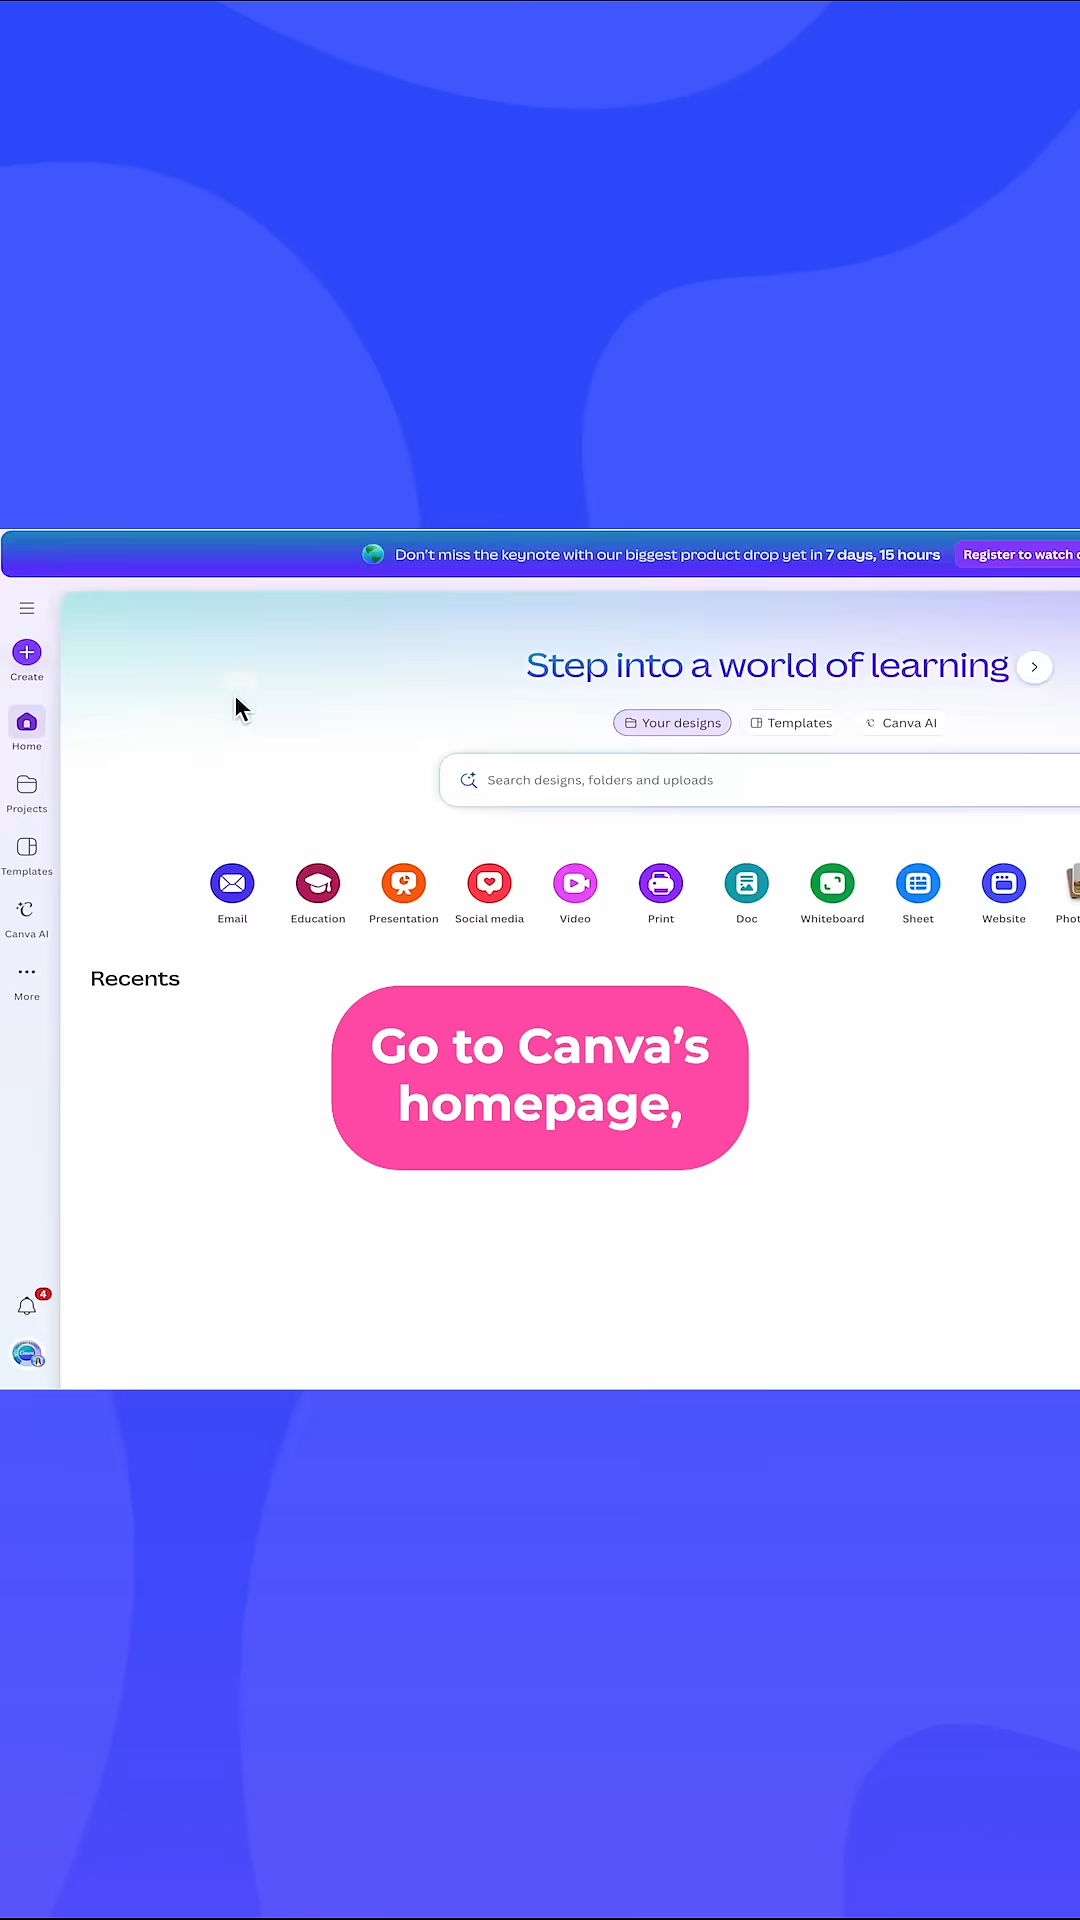 Don't miss the keynote with our biggest product drop yet in 7 days, 15 hours
Register to watch
Create
Home
Projects
Templates
Canva AI
More
4
Step into a world of learning
Your designs
Templates
Canva AI
Search designs, folders and uploads
Email
Education
Presentation
Social media
Video
Print
Doc
Whiteboard
Sheet
Website
Phot
Recents
Go to Canva’s
homepage,